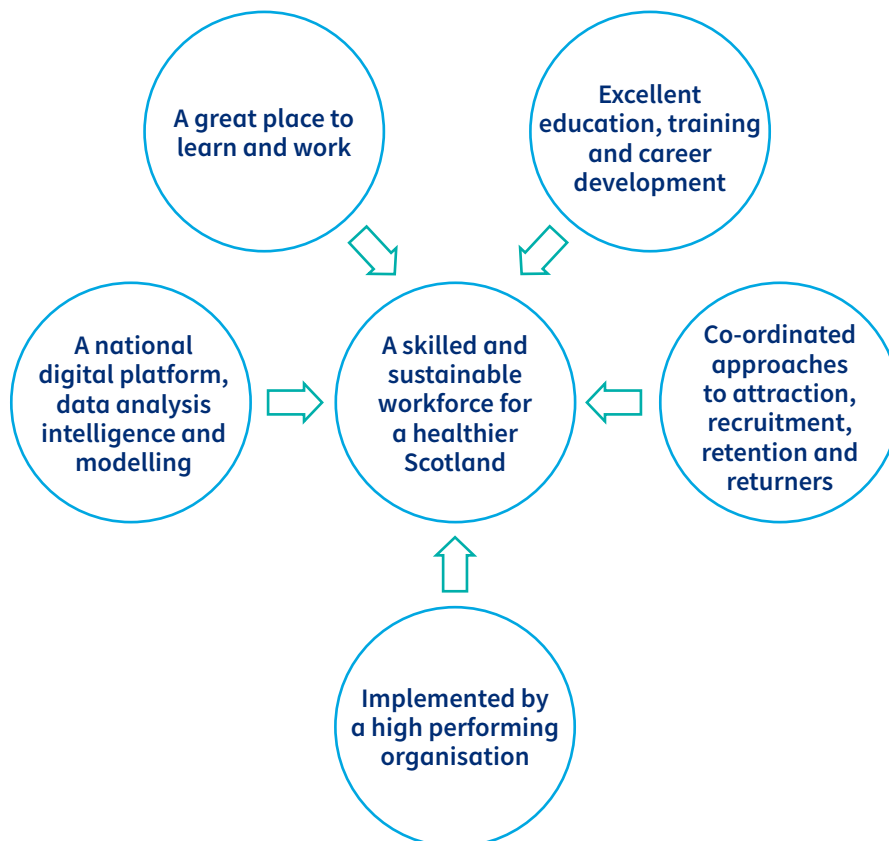 A great place to
learn and work
Excellent
education, training
and career
development
A national
digital platform,
data analysis
intelligence and
modelling
A skilled and
sustainable
workforce for
a healthier
Scotland
Co-ordinated
approaches
to attraction,
recruitment,
retention and
returners
Implemented by
a high performing
organisation